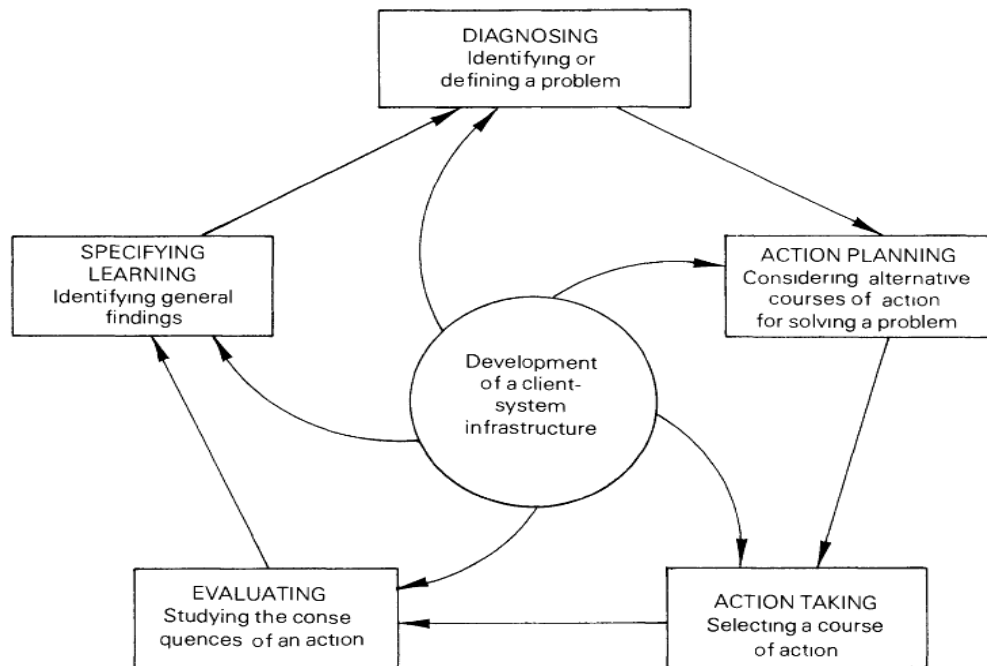 DIAGNOSING
Identifying or
defining a problem
SPECIFYING
LEARNING
Identifying general
findings
ACTION PLANNING
Considering alternative
courses of action
for solving a problem
Development
of a client-
system
infrastructure
EVALUATING
Studying the conse
quences of an action
ACTION TAKING
Selecting a course
of action